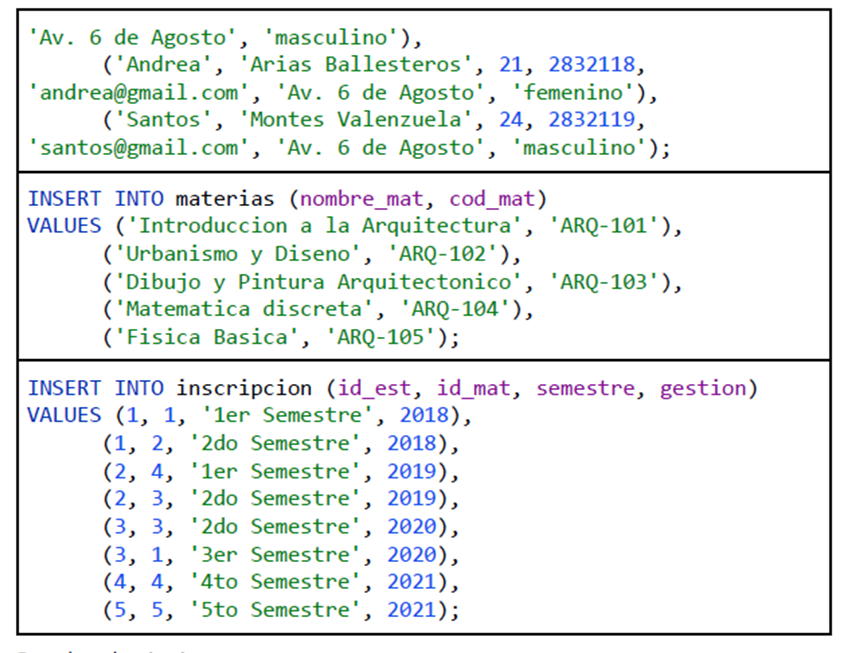 'Av. 6 de Agosto', 'masculino'),
('Andrea', 'Arias Ballesteros', 21, 2832118,
'andrea@gmail.com', 'Av. 6 de Agosto', 'femenino'),
('Santos', 'Montes Valenzuela', 24, 2832119,
'santos@gmail.com', 'Av. 6 de Agosto', 'masculino');
INSERT INTO materias (nombre_mat, cod_mat)
VALUES ('Introduccion a la Arquitectura', 'ARQ-101'),
('Urbanismo y Diseno', 'ARQ-102'),
('Dibujo y Pintura Arquitectonico', 'ARQ-103'),
('Matematica discreta', 'ARQ-104'),
('Fisica Basica', 'ARQ-105');
INSERT INTO inscripcion (id_est, id_mat, semestre, gestion)
VALUES (1, 1, '1er Semestre', 2018),
(1, 2, '2do Semestre', 2018),
(2, 4, '1er Semestre', 2019),
(2, 3, '2do Semestre', 2019),
(3, 3, '2do Semestre', 2020),
(3, 1, '3er Semestre', 2020),
(4, 4, '4to Semestre', 2021),
(5, 5, '5to Semestre', 2021);